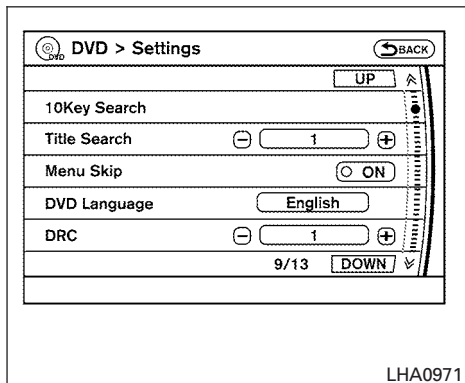 DVD DVD > Settings BACK
UP
10Key Search
Title Search - 1 +
Menu Skip ON
DVD Language English
DRC - 1 +
9/13 DOWN
LHA0971